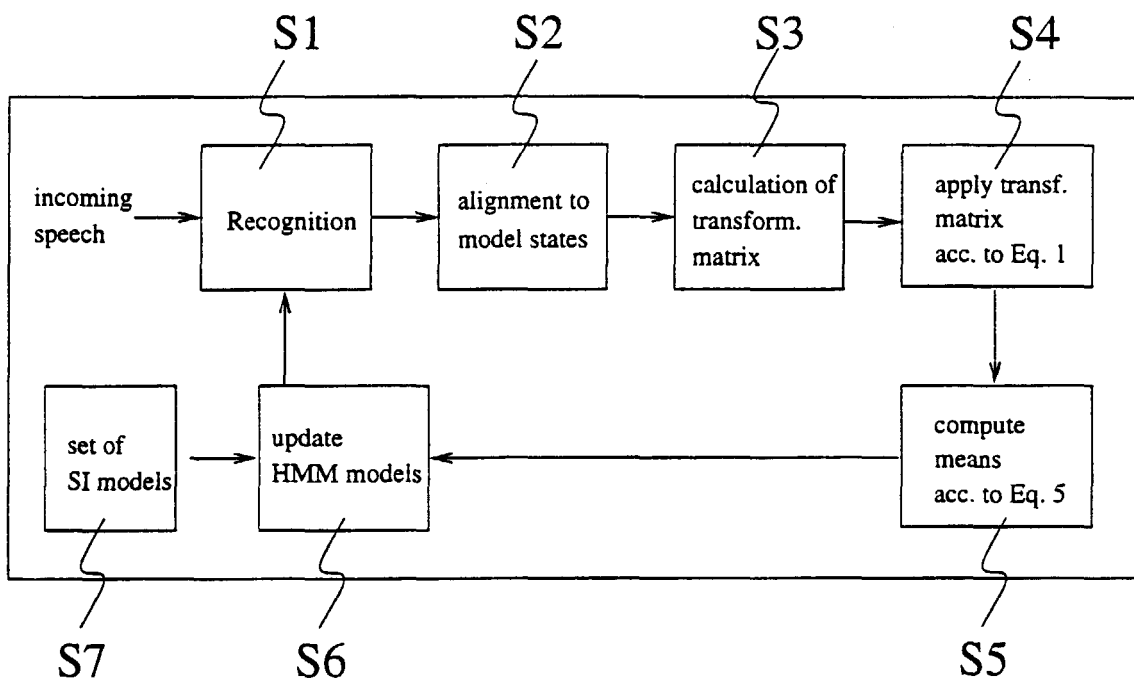 S1
S2
S3
S4
incoming
speech
Recognition
alignment to
model states
calculation of
transform.
matrix
apply transf.
matrix
acc. to Eq. 1
set of
SI models
update
HMM models
compute
means
acc. to Eq. 5
S7
S6
S5